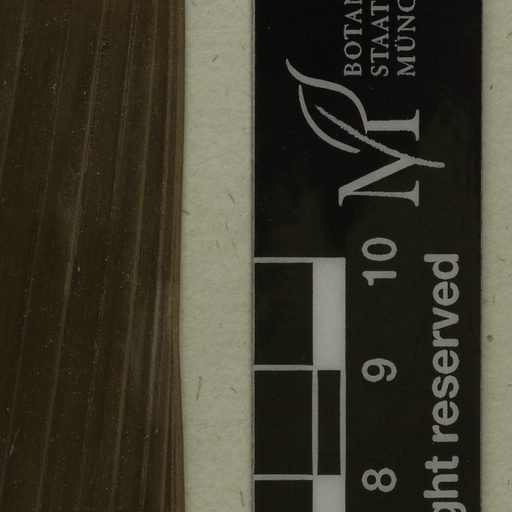 BOTAN
STAAT
MÜNC
M
10
9
8
ght reserved